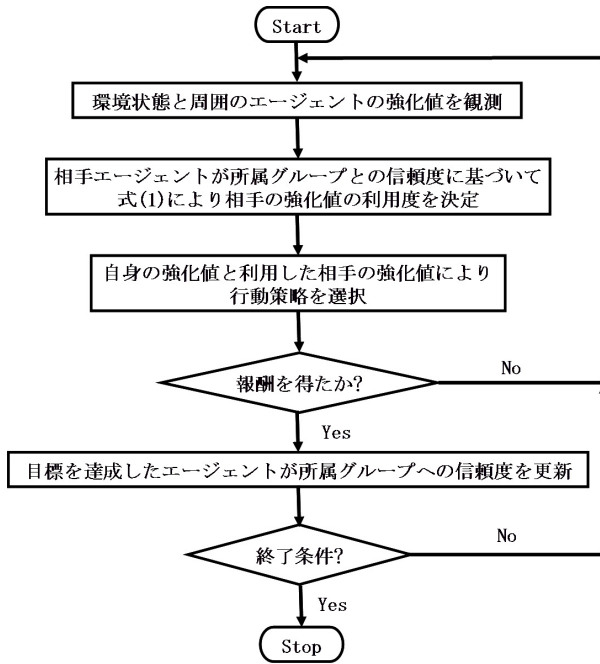 Start
環境状態と周囲のエージェントの強化値を観測
相手エージェントが所属グループとの信頼度に基づいて
式(1)により相手の強化値の利用度を決定
自身の強化値と利用した相手の強化値により
行動策略を選択
報酬を得たか?
No
Yes
目標を達成したエージェントが所属グループへの信頼度を更新
終了条件?
No
Yes
Stop